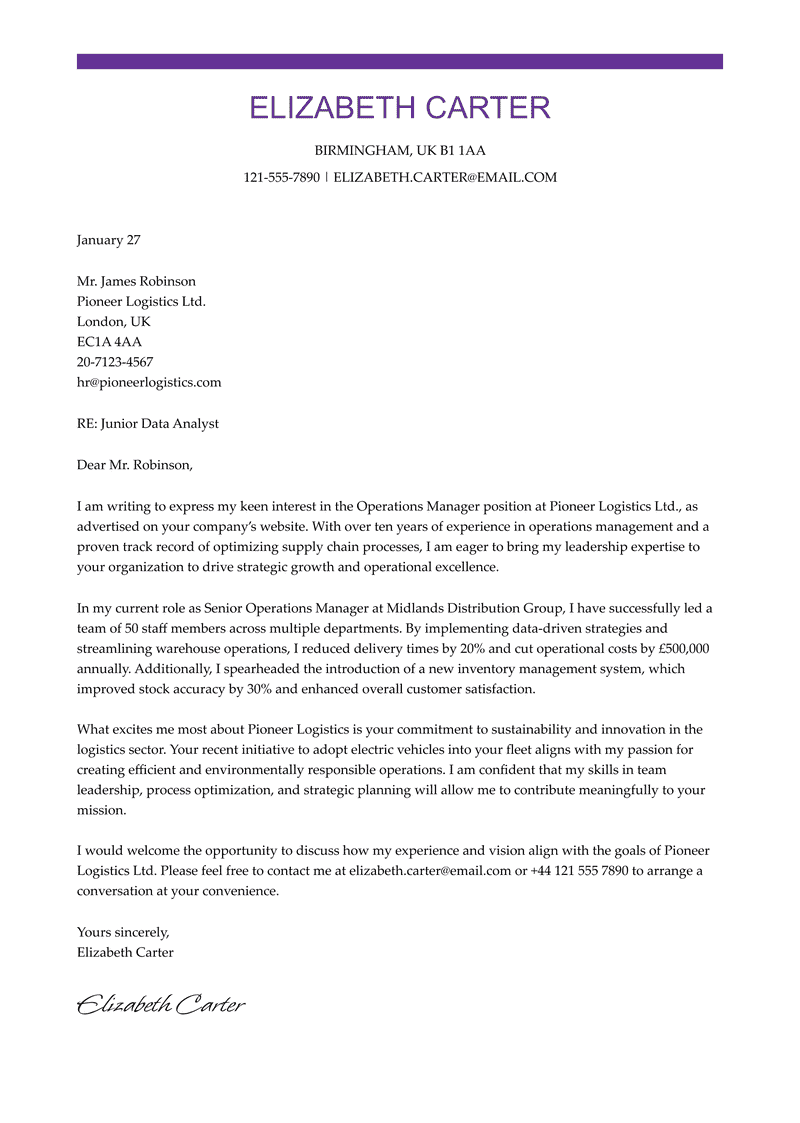 ELIZABETH CARTER
BIRMINGHAM, UK B1 1AA
121-555-7890 | ELIZABETH.CARTER@EMAIL.COM
January 27
Mr. James Robinson
Pioneer Logistics Ltd.
London, UK
EC1A 4AA
20-7123-4567
hr@pioneerlogistics.com
RE: Junior Data Analyst
Dear Mr. Robinson,
I am writing to express my keen interest in the Operations Manager position at Pioneer Logistics Ltd., as
advertised on your company’s website. With over ten years of experience in operations management and a
proven track record of optimizing supply chain processes, I am eager to bring my leadership expertise to
your organization to drive strategic growth and operational excellence.
In my current role as Senior Operations Manager at Midlands Distribution Group, I have successfully led a
team of 50 staff members across multiple departments. By implementing data-driven strategies and
streamlining warehouse operations, I reduced delivery times by 20% and cut operational costs by £500,000
annually. Additionally, I spearheaded the introduction of a new inventory management system, which
improved stock accuracy by 30% and enhanced overall customer satisfaction.
What excites me most about Pioneer Logistics is your commitment to sustainability and innovation in the
logistics sector. Your recent initiative to adopt electric vehicles into your fleet aligns with my passion for
creating efficient and environmentally responsible operations. I am confident that my skills in team
leadership, process optimization, and strategic planning will allow me to contribute meaningfully to your
mission.
I would welcome the opportunity to discuss how my experience and vision align with the goals of Pioneer
Logistics Ltd. Please feel free to contact me at elizabeth.carter@email.com or +44 121 555 7890 to arrange a
conversation at your convenience.
Yours sincerely,
Elizabeth Carter
Elizabeth Carter